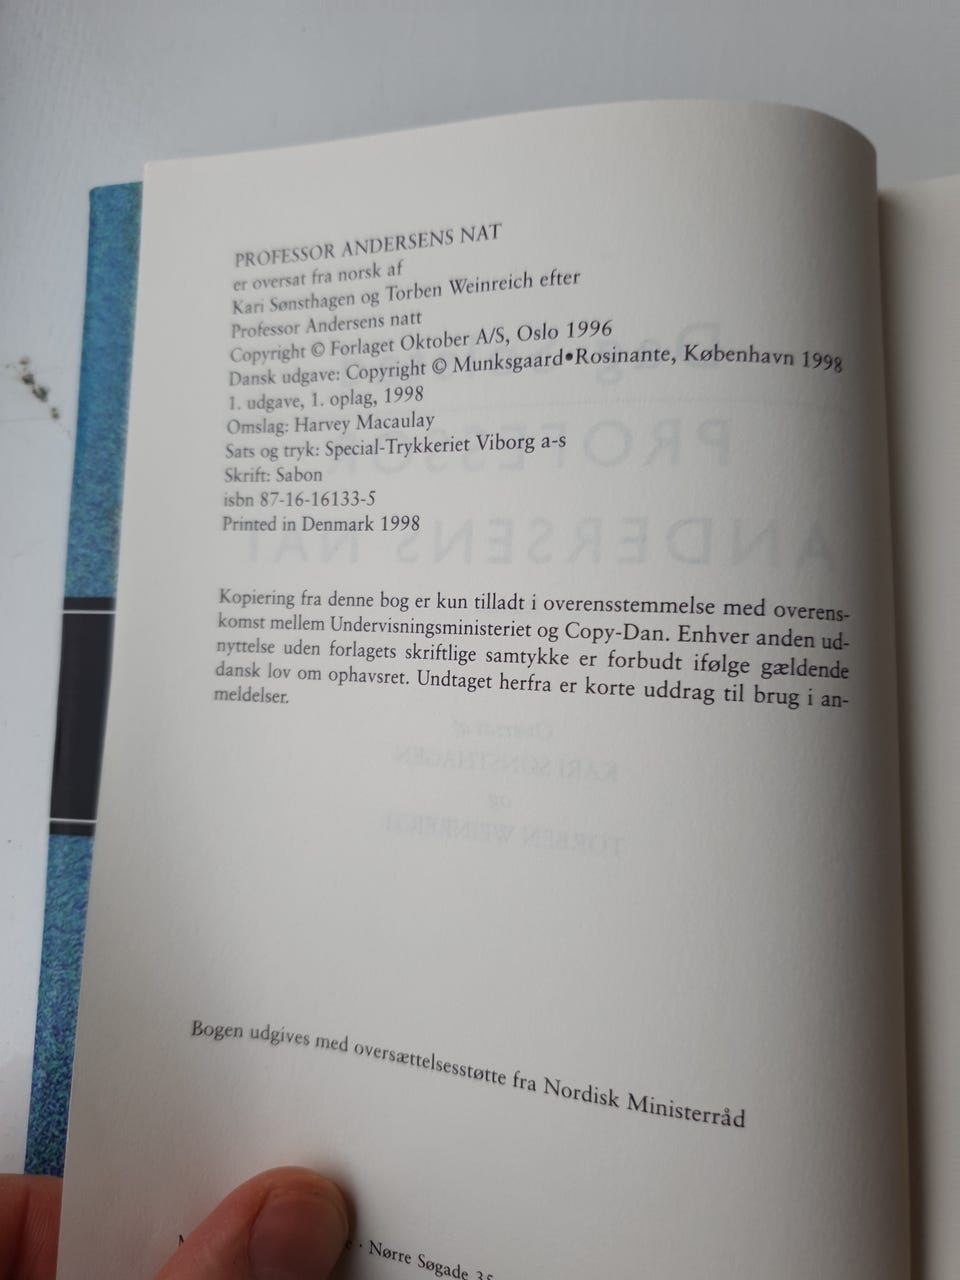 PROFESSOR ANDERSENS NAT
er oversat fra norsk af
Kari Sønsthagen og Torben Weinreich efter
Professor Andersens natt
Copyright © Forlaget Oktober A/S, Oslo 1996
Dansk udgave: Copyright © Munksgaard•Rosinante, København 1998
1. udgave, 1. oplag, 1998
Omslag: Harvey Macaulay
Sats og tryk: Special-Trykkeriet Viborg a-s
Skrift: Sabon
isbn 87-16-16133-5
Printed in Denmark 1998
Kopiering fra denne bog er kun tilladt i overensstemmelse med overens-
komst mellem Undervisningsministeriet og Copy-Dan. Enhver anden ud-
nyttelse uden forlagets skriftlige samtykke er forbudt ifølge gældende
dansk lov om ophavsret. Undtaget herfra er korte uddrag til brug i an-
meldelser.
Bogen udgives med oversættelsesstøtte fra Nordisk Ministerråd
· Nørre Søgade 35